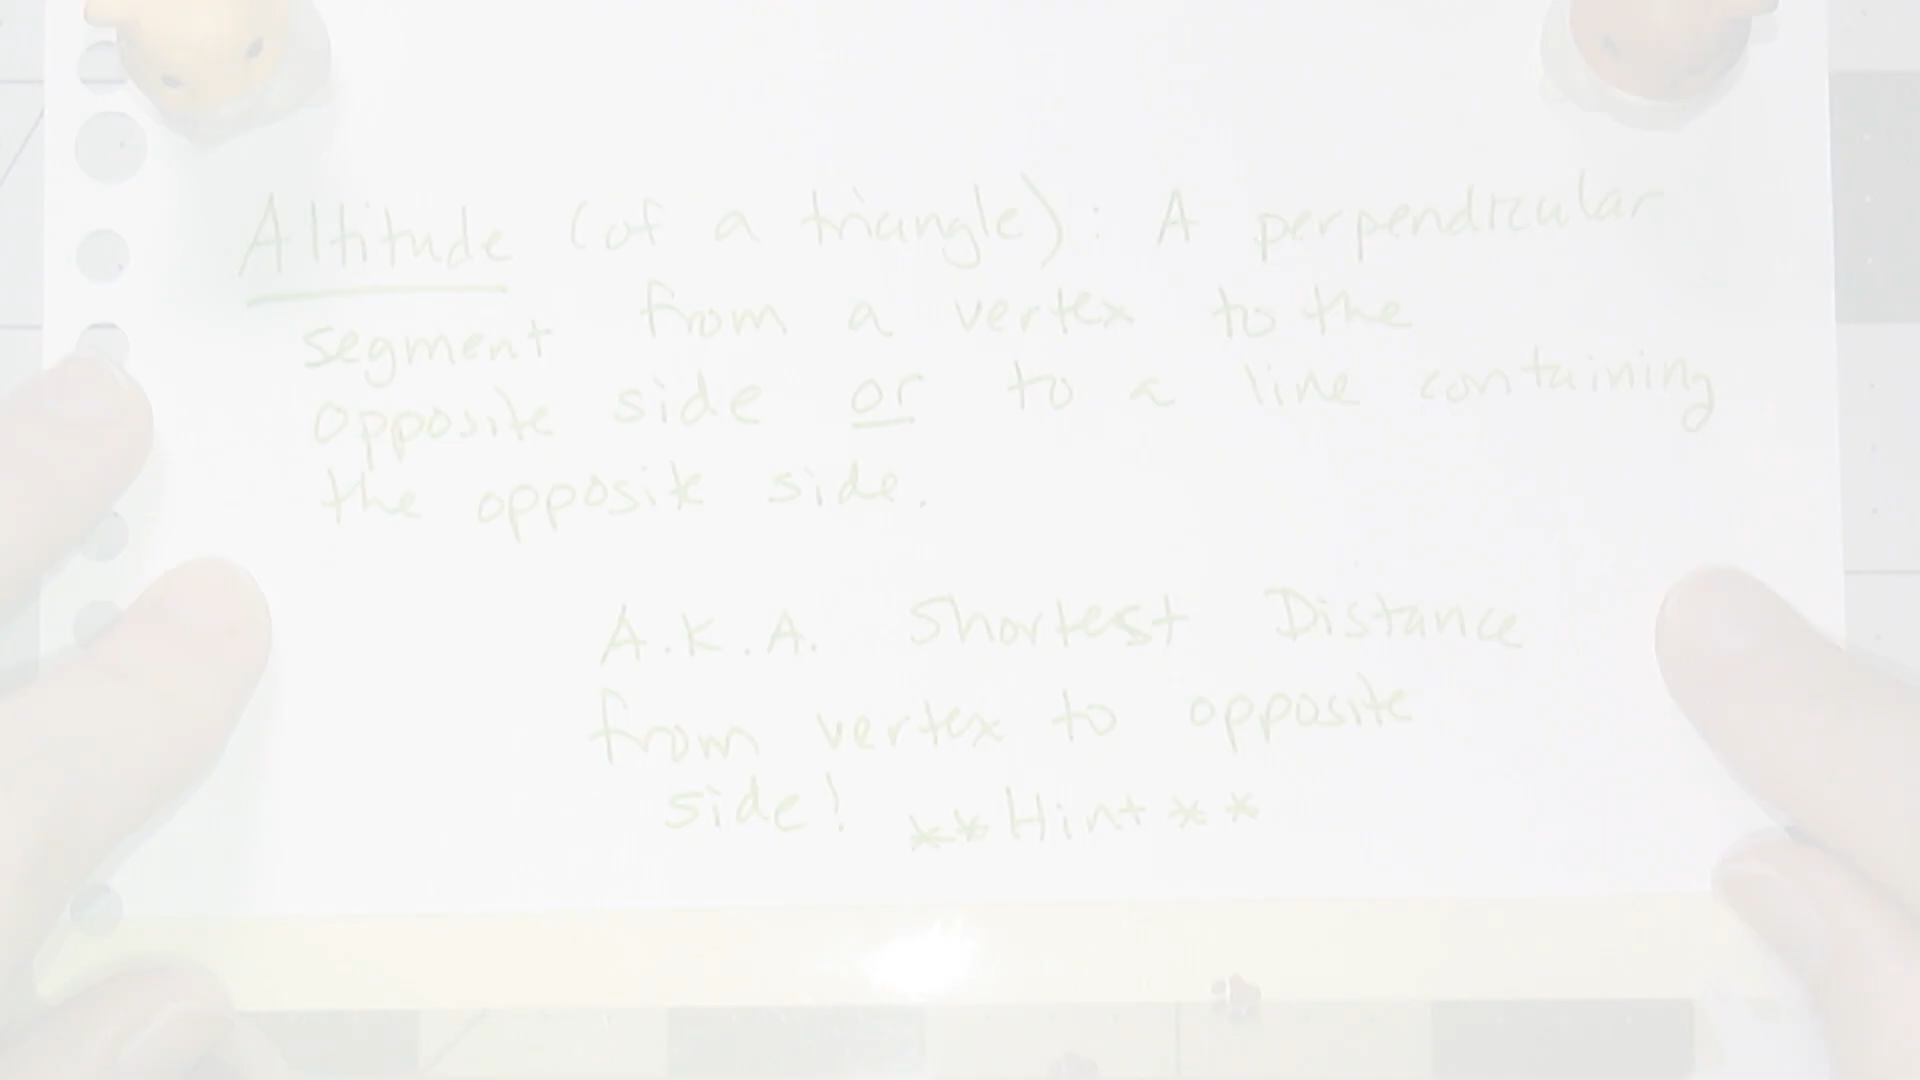 Altitude (of a triangle): A perpendicular
segment from a vertex to the
opposite side or to a line containing
the opposite side.
A.K.A. Shortest Distance
from vertex to opposite
side! **Hint**